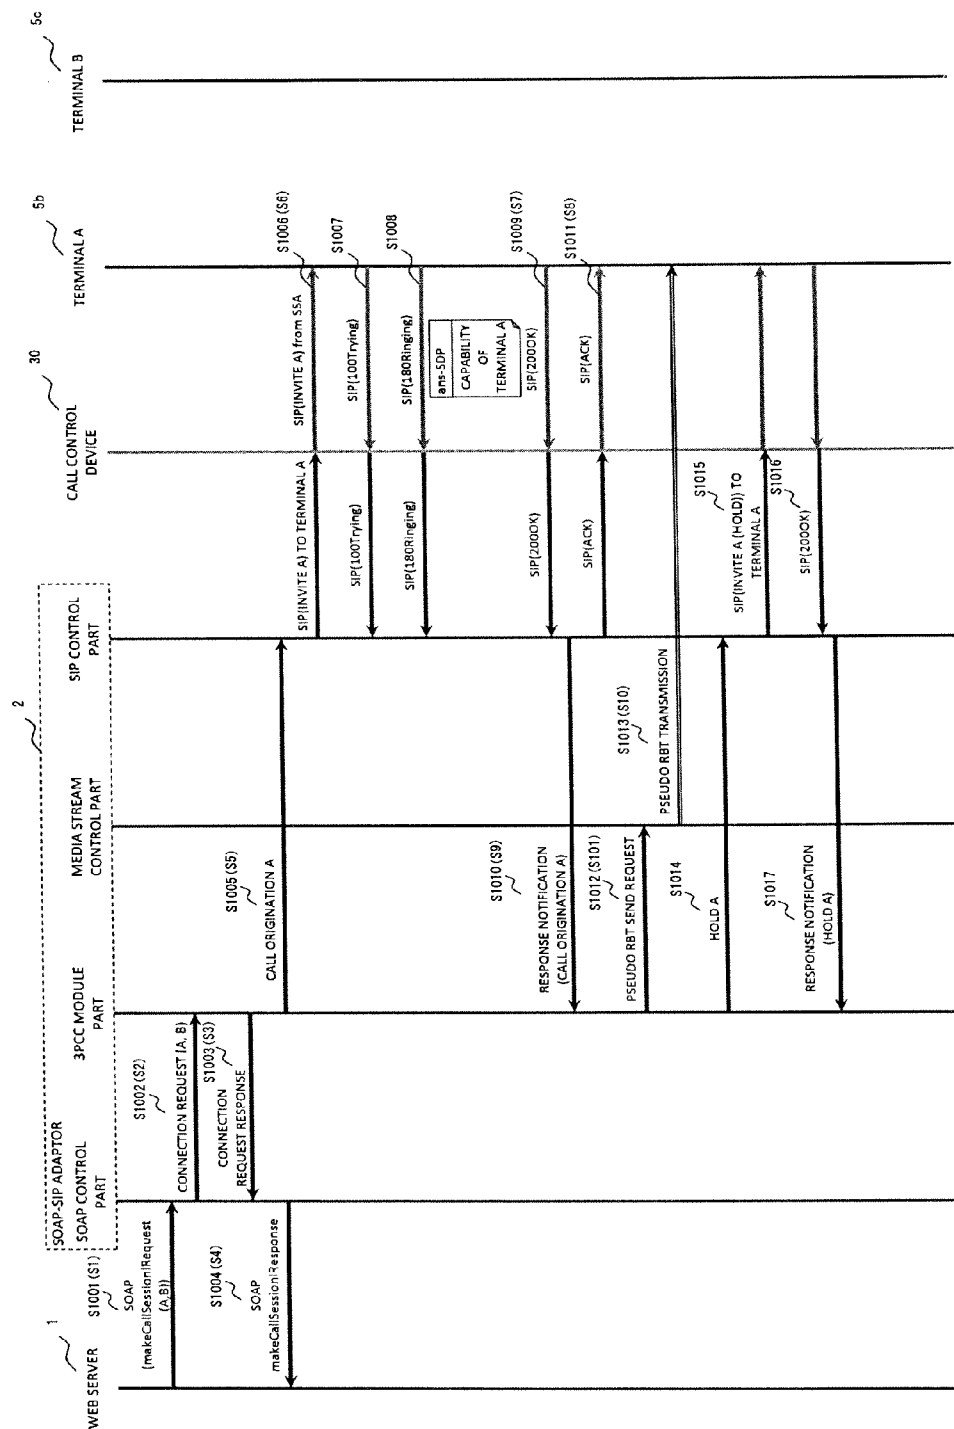 WEB SERVER
1
SOAP-SIP ADAPTOR
2
SOAP CONTROL
PART
3PCC MODULE
PART
MEDIA STREAM
CONTROL PART
SIP CONTROL
PART
CALL CONTROL
DEVICE
30
TERMINAL A
5b
TERMINAL B
5c
S1001 (S1)
SOAP
(makeCallSession|Request
(A,B))
S1002 (S2)
CONNECTION REQUEST (A, B)
S1003 (S3)
CONNECTION
REQUEST RESPONSE
S1004 (S4)
SOAP
makeCallSession|Response
S1005 (S5)
CALL ORIGINATION A
SIP(INVITE A) TO TERMINAL A
SIP(INVITE A) from SSA
S1006 (S6)
SIP(100Trying)
SIP(100Trying)
S1007
SIP(180Ringing)
SIP(180Ringing)
S1008
ans-SDP
CAPABILITY
OF
TERMINAL A
SIP(200OK)
SIP(200OK)
S1009 (S7)
S1010 (S9)
RESPONSE NOTIFICATION
(CALL ORIGINATION A)
SIP(ACK)
SIP(ACK)
S1011 (S8)
S1012 (S101)
PSEUDO RBT SEND REQUEST
S1013 (S10)
PSEUDO RBT TRANSMISSION
S1014
HOLD A
S1015
SIP(INVITE A (HOLD)) TO
TERMINAL A
S1016
SIP(200OK)
S1017
RESPONSE NOTIFICATION
(HOLD A)